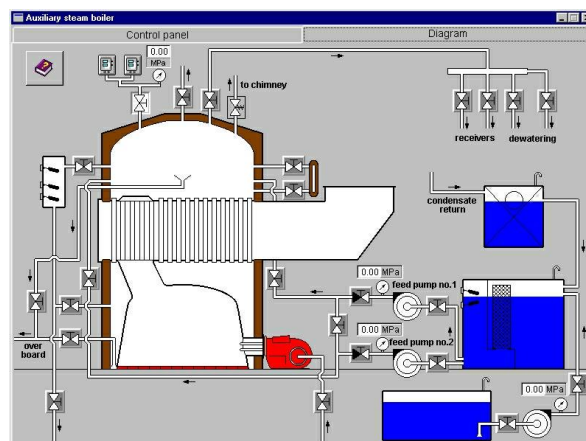 Auxiliary steam boiler
Control panel
Diagram
0.00
MPa
to chimney
receivers
dewatering
condensate
return
0.00 MPa
feed pump no.1
0.00 MPa
feed pump no.2
over
board
0.00 MPa